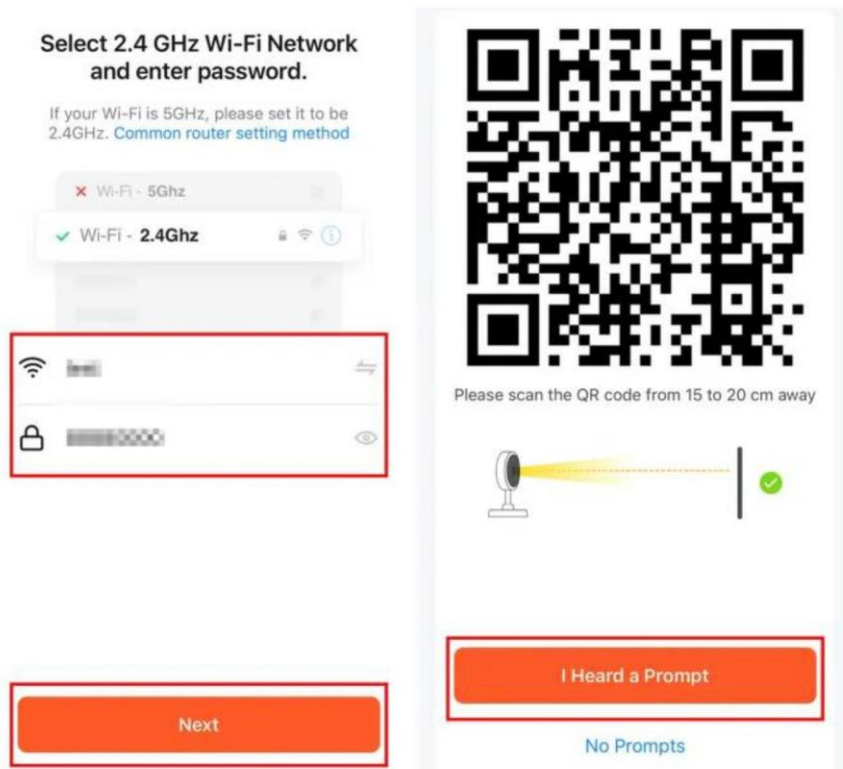 Select 2.4 GHz Wi-Fi Network
and enter password.
If your Wi-Fi is 5GHz, please set it to be
2.4GHz. Common router setting method
Wi-Fi - 5Ghz
Wi-Fi - 2.4Ghz
Next
Please scan the QR code from 15 to 20 cm away
I Heard a Prompt
No Prompts